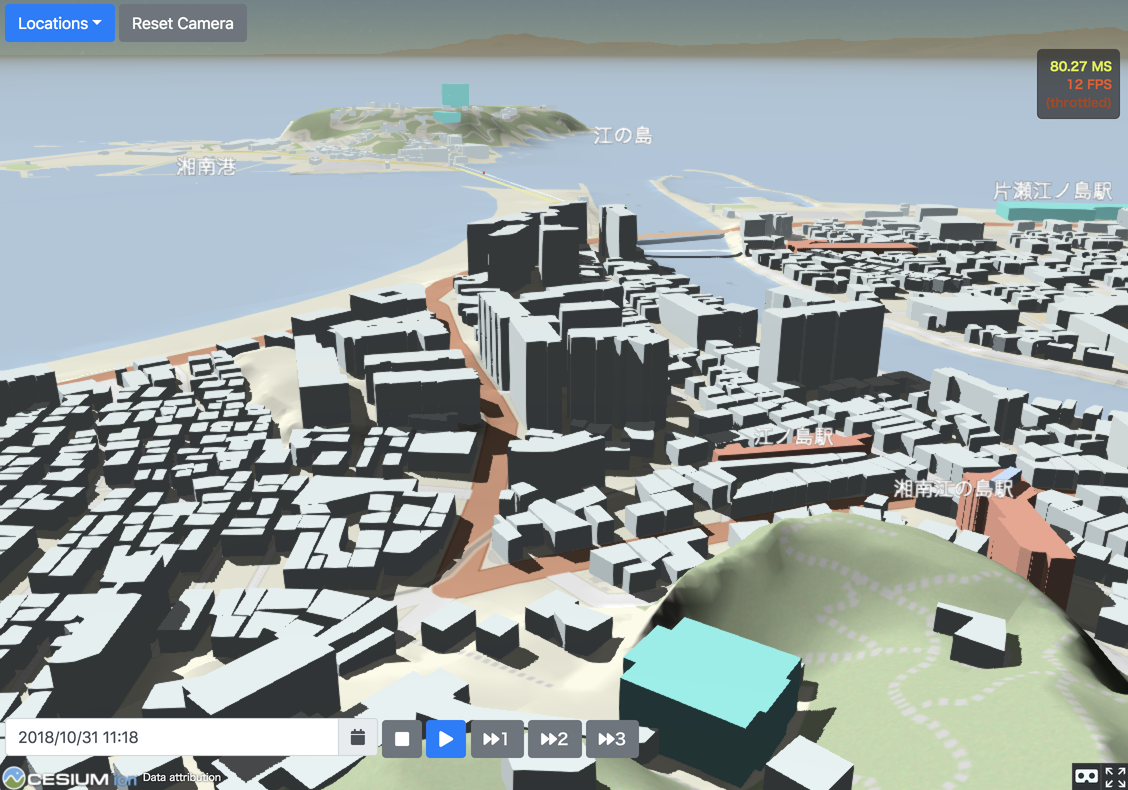 Locations
Reset Camera
80.27 MS
12 FPS
(throttled)
江の島
湘南港
片瀬江ノ島駅
江ノ島駅
湘南江の島駅
2018/10/31 11:18
1
2
3
CESIUM ion
Data attribution